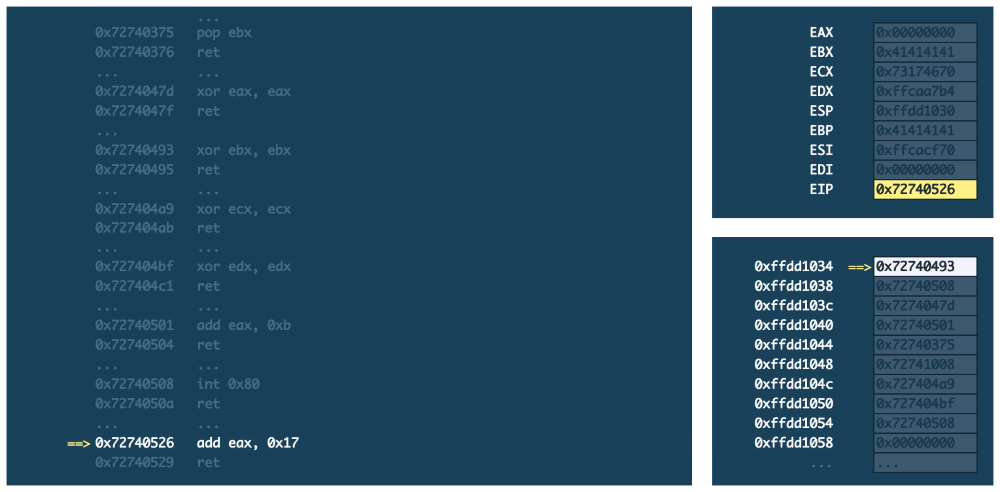 ...
0x72740375 pop ebx
0x72740376 ret
... ...
0x7274047d xor eax, eax
0x7274047f ret
...
0x72740493 xor ebx, ebx
0x72740495 ret
... ...
0x727404a9 xor ecx, ecx
0x727404ab ret
... ...
0x727404bf xor edx, edx
0x727404c1 ret
... ...
0x72740501 add eax, 0xb
0x72740504 ret
... ...
0x72740508 int 0x80
0x7274050a ret
... ...
==> 0x72740526 add eax, 0x17
0x72740529 ret
EAX 0x00000000
EBX 0x41414141
ECX 0x73174670
EDX 0xffcaa7b4
ESP 0xffdd1030
EBP 0x41414141
ESI 0xffcacf70
EDI 0x00000000
EIP 0x72740526
0xffdd1034 ==> 0x72740493
0xffdd1038 0x72740508
0xffdd103c 0x7274047d
0xffdd1040 0x72740501
0xffdd1044 0x72740375
0xffdd1048 0x72741008
0xffdd104c 0x727404a9
0xffdd1050 0x727404bf
0xffdd1054 0x72740508
0xffdd1058 0x00000000
... ...